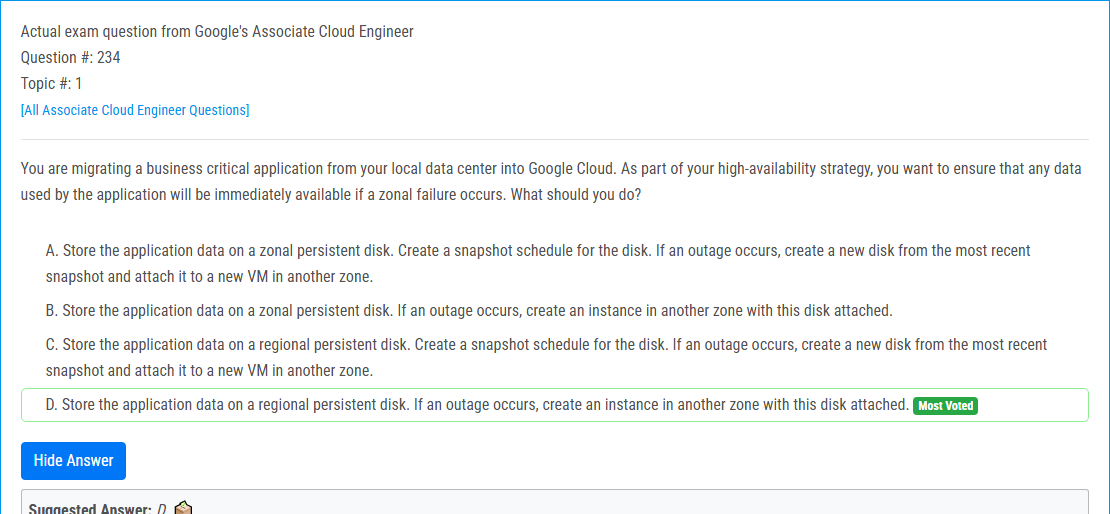 Actual exam question from Google's Associate Cloud Engineer
Question #: 234
Topic #: 1
[All Associate Cloud Engineer Questions]
You are migrating a business critical application from your local data center into Google Cloud. As part of your high-availability strategy, you want to ensure that any data
used by the application will be immediately available if a zonal failure occurs. What should you do?
A. Store the application data on a zonal persistent disk. Create a snapshot schedule for the disk. If an outage occurs, create a new disk from the most recent
snapshot and attach it to a new VM in another zone.
B. Store the application data on a zonal persistent disk. If an outage occurs, create an instance in another zone with this disk attached.
C. Store the application data on a regional persistent disk. Create a snapshot schedule for the disk. If an outage occurs, create a new disk from the most recent
snapshot and attach it to a new VM in another zone.
D. Store the application data on a regional persistent disk. If an outage occurs, create an instance in another zone with this disk attached. Most Voted
Hide Answer
Suggested Answer: D